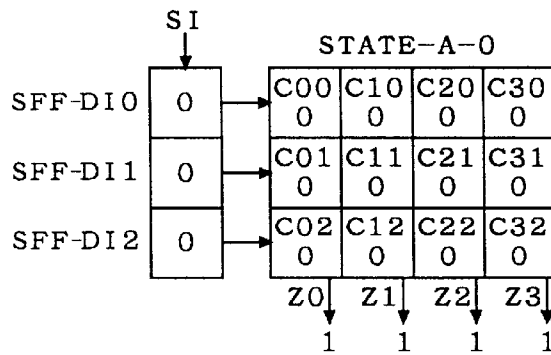 SI
STATE-A-0
SFF-DI0 0 C00 C10 C20 C30
0 0 0 0
SFF-DI1 0 C01 C11 C21 C31
0 0 0 0
SFF-DI2 0 C02 C12 C22 C32
0 0 0 0
Z0 Z1 Z2 Z3
1 1 1 1